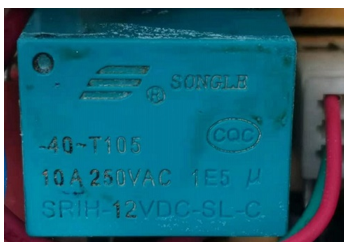 ® SONGLE
CQC
-40~T105
10A 250VAC 1E5 µ
SRIH-12VDC-SL-C